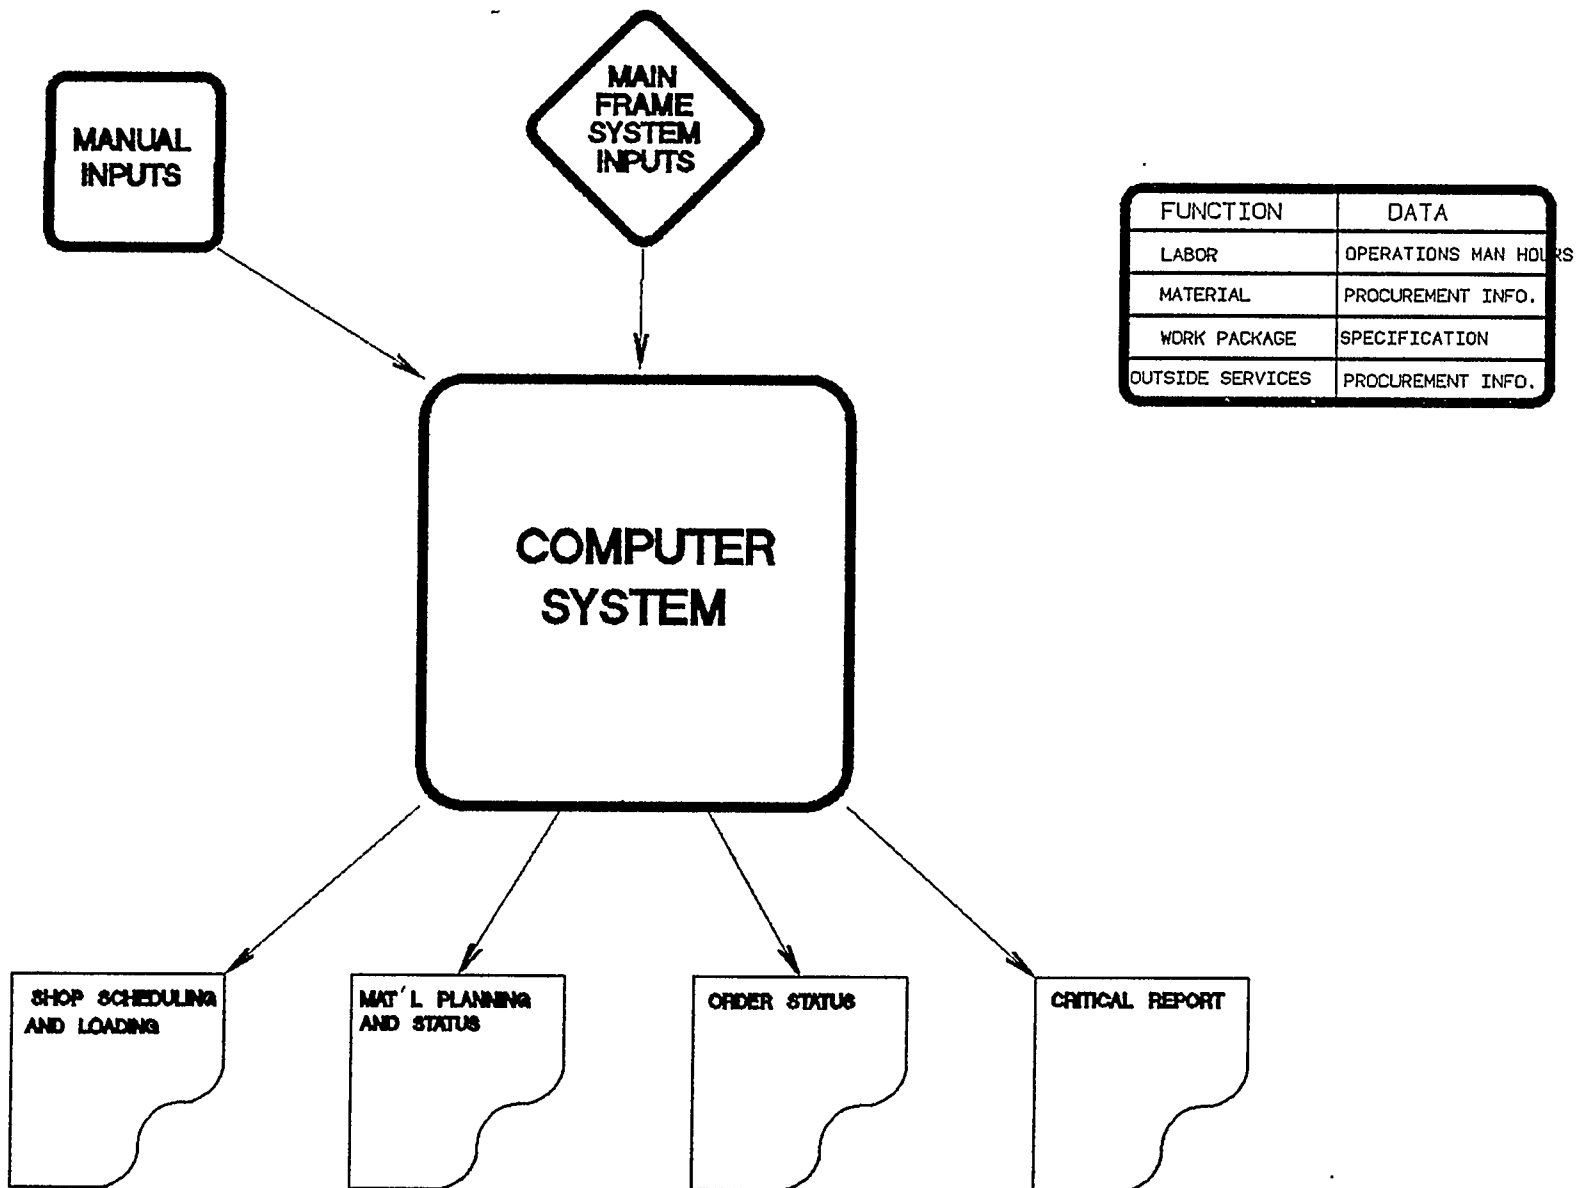 MANUAL
INPUTS
MAIN
FRAME
SYSTEM
INPUTS
FUNCTION DATA
LABOR OPERATIONS MAN HOURS
MATERIAL PROCUREMENT INFO.
WORK PACKAGE SPECIFICATION
OUTSIDE SERVICES PROCUREMENT INFO.
COMPUTER
SYSTEM
SHOP SCHEDULING
AND LOADING
MAT'L PLANNING
AND STATUS
ORDER STATUS
CRITICAL REPORT